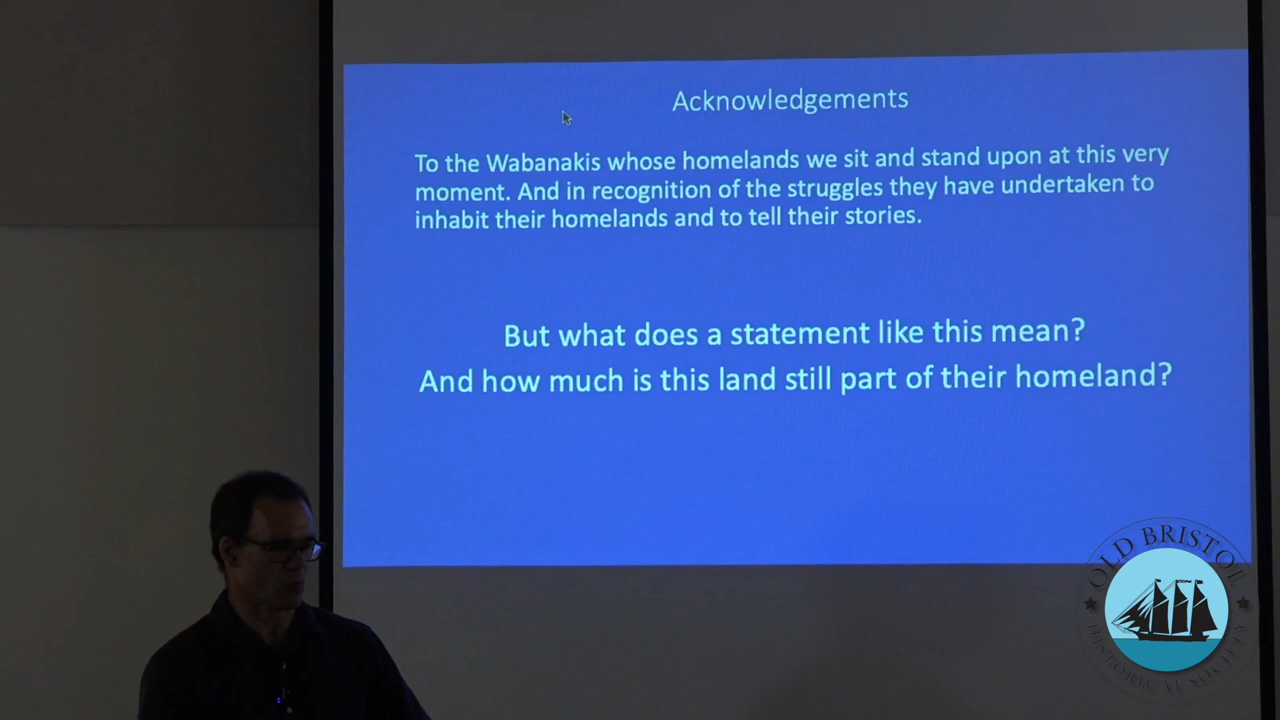 Acknowledgements
To the Wabanakis whose homelands we sit and stand upon at this very
moment. And in recognition of the struggles they have undertaken to
inhabit their homelands and to tell their stories.
But what does a statement like this mean?
And how much is this land still part of their homeland?
OLD BRISTOL
HISTORICAL SOCIETY